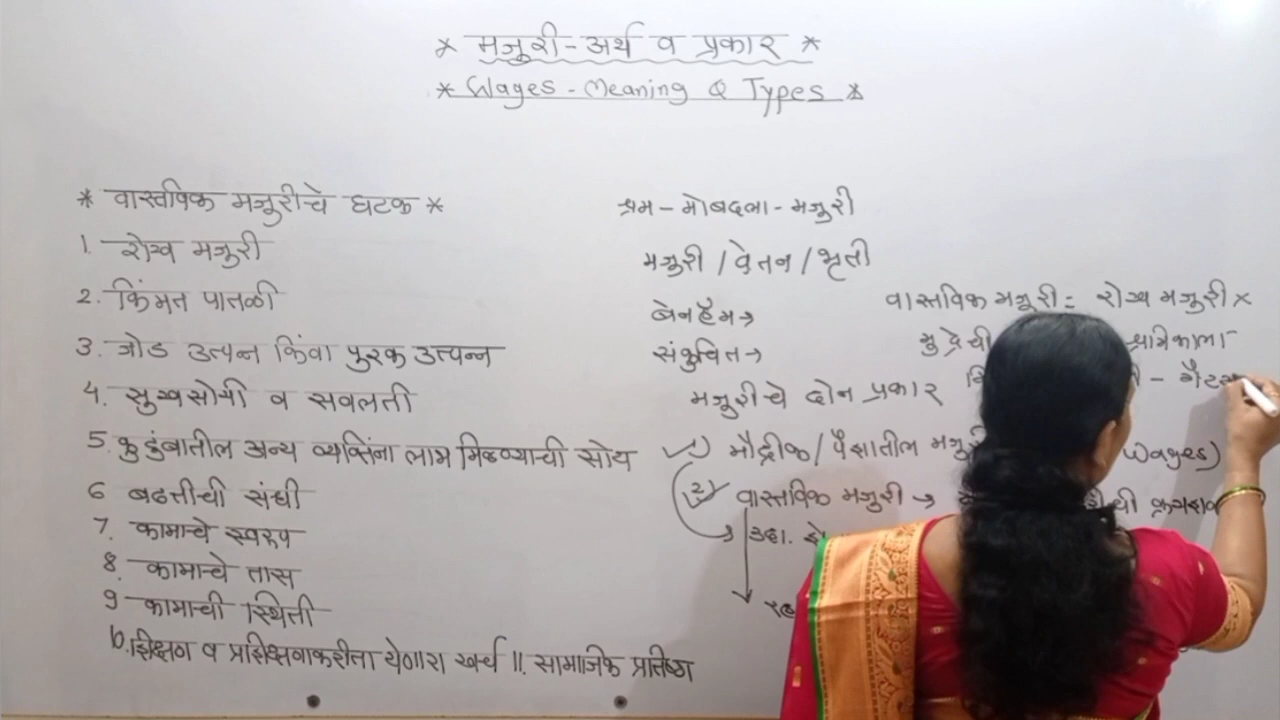 * मजुरी - अर्थ व प्रकार *
* Wages - Meaning & Types *
* वास्तविक मजुरीचे घटक *
1. रोख मजुरी
2. किंमत पातळी
3. जोड उत्पन्न किंवा पुरक उत्पन्न
4. सुखसोयी व सवलती
5. कुटुंबातील अन्य व्यक्तिंना लाभ मिळण्याची सोय
6 बढतीची संधी
7. कामाचे स्वरुप
8. कामाचे तास
9 कामाची स्थिती
10. शिक्षण व प्रशिक्षणाकरीता येणारा खर्च 11. सामाजिक प्रतिष्ठा
श्रम - मोबदला - मजुरी
मजुरी / वेतन / भृती
बेनहॅम →
संकुचित →
मजुरीचे दोन प्रकार
1) मौद्रीक / पैशातील मजुरी Wages)
2) वास्तविक मजुरी →
उदा.
वास्तविक मजुरी = रोख मजुरी ×